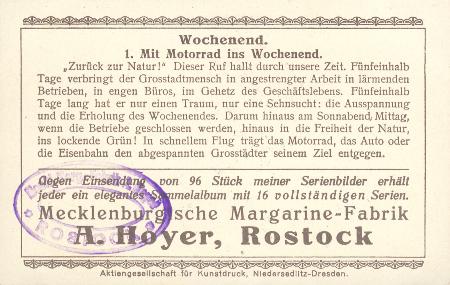 Wochenend.
1. Mit Motorrad ins Wochenend.
„Zurück zur Natur!“ Dieser Ruf hallt durch unsere Zeit. Fünfeinhalb
Tage verbringt der Grosstadtmensch in angestrengter Arbeit in lärmenden
Betrieben, in engen Büros, im Gehetz des Geschäftslebens. Fünfeinhalb
Tage lang hat er nur einen Traum, nur eine Sehnsucht: die Ausspannung
und die Erholung des Wochenendes. Darum hinaus am Sonnabend Mittag,
wenn die Betriebe geschlossen werden, hinaus in die Freiheit der Natur,
ins lockende Grün! In schnellem Flug trägt das Motorrad, das Auto oder
die Eisenbahn den abgespannten Grosstädter seinem Ziel entgegen.
Gegen Einsendung von 96 Stück meiner Serienbilder erhält
jeder ein elegantes Sammelalbum mit 16 vollständigen Serien.
Mecklenburgische Margarine-Fabrik
A. Hoyer, Rostock
Aktiengesellschaft für Kunstdruck, Niedersedlitz-Dresden.